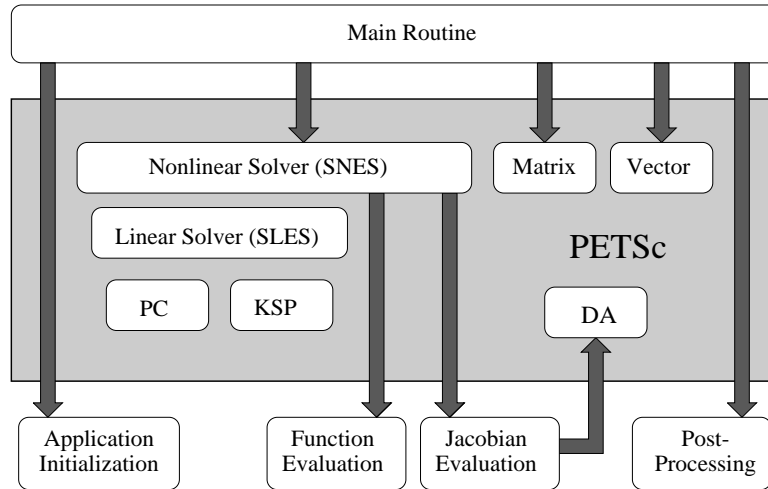 Main Routine
Nonlinear Solver (SNES)
Matrix
Vector
Linear Solver (SLES)
PETSc
PC
KSP
DA
Application
Initialization
Function
Evaluation
Jacobian
Evaluation
Post-
Processing